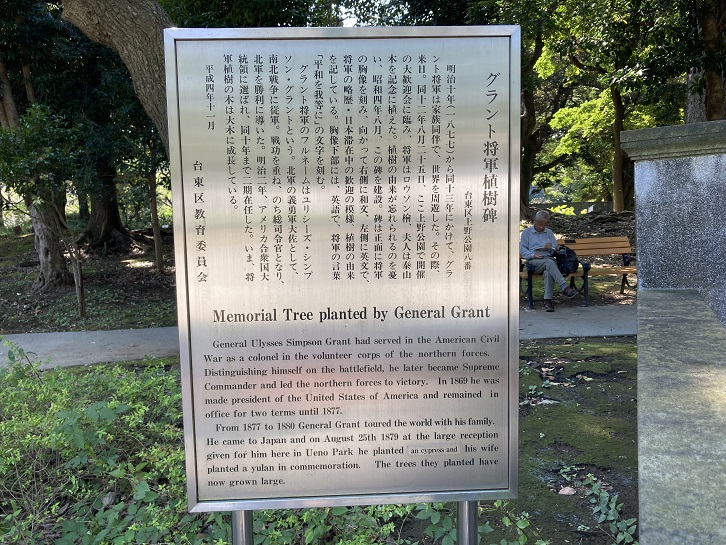 グラント将軍植樹碑
台東区上野公園八番
明治十年(一八七七)から同十三年にかけて、グラ
ント将軍は家族同伴で、世界を周遊した。その際、
来日。同十二年八月二十五日、ここ上野公園で開催
の大歓迎会に臨み、将軍はロウソン檜、夫人は泰山
木を記念に植えた。植樹の由来が忘れられるのを憂
い、昭和四年八月、この碑を建設。碑は正面に将軍
の胸像を刻み、向かって右側に和文、左側に英文で、
将軍の略歴・日本滞在中の歓迎の模様、植樹の由来
を記している。胸像下部には、英語で、将軍の言葉
「平和を我等に」の文字を刻む。
グラント将軍のフルネームはユリシーズ・シンプ
ソン・グラントという。北軍の義勇軍大佐として、
南北戦争に従軍。戦功を重ね、のち総司令官となり、
北軍を勝利に導いた。明治二年、アメリカ合衆国大
統領に選ばれ、同十年まで二期在任した。いま、将
軍植樹の木は大木に成長している。
平成四年十一月
台東区教育委員会
Memorial Tree planted by General Grant
General Ulysses Simpson Grant had served in the American Civil
War as a colonel in the volunteer corps of the northern forces.
Distinguishing himself on the battlefield, he later became Supreme
Commander and led the northern forces to victory. In 1869 he was
made president of the United States of America and remained in
office for two terms until 1877.
From 1877 to 1880 General Grant toured the world with his family.
He came to Japan and on August 25th 1879 at the large reception
given for him here in Ueno Park he planted an cypress and his wife
planted a yulan in commemoration. The trees they planted have
now grown large.